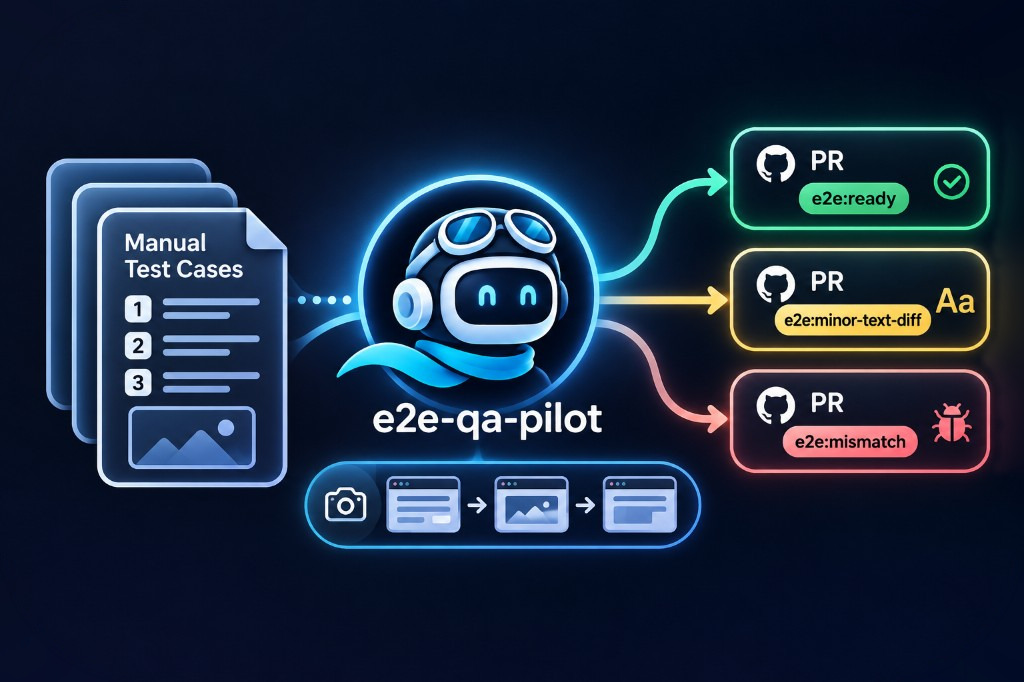 Manual
Test Cases
1
2
3
e2e-qa-pilot
PR
e2e:ready
PR
e2e:minor-text-diff
Aa
PR
e2e:mismatch